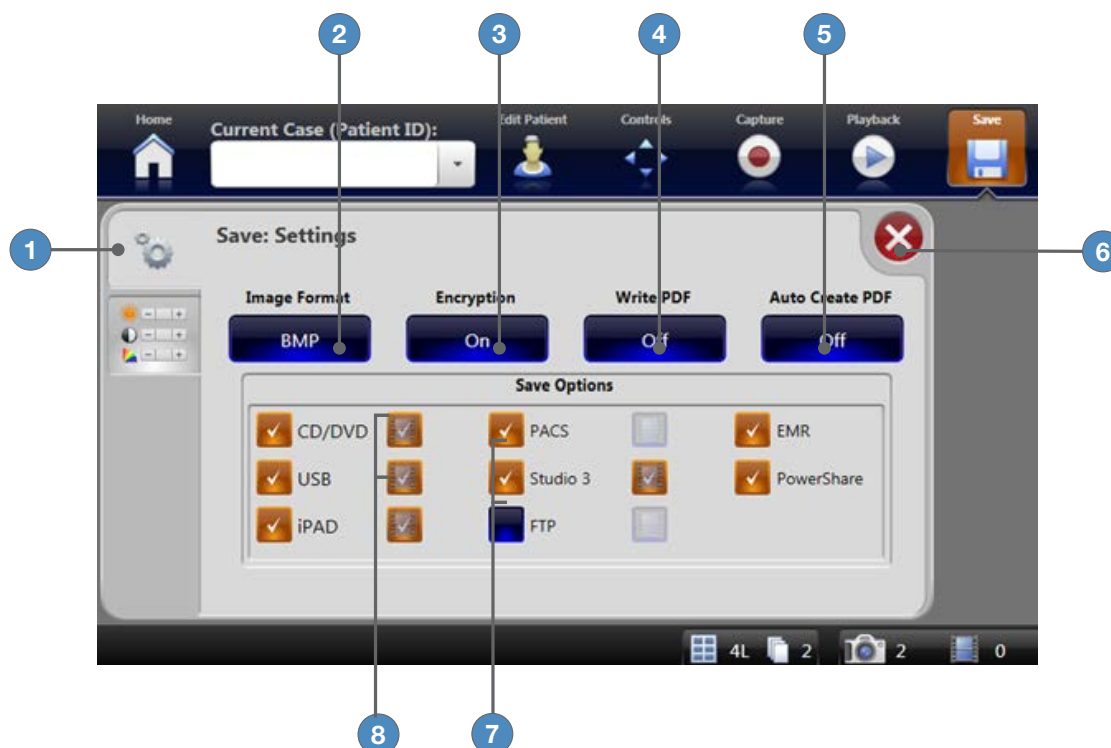 2 3 4 5
Home Edit Patient Controls Capture Playback Save
Current Case (Patient ID):
1 Save: Settings 6
Image Format Encryption Write PDF Auto Create PDF
BMP On Off Off
Save Options
CD/DVD PACS EMR
USB Studio 3 PowerShare
iPAD FTP
4L 2 2 0
8 7